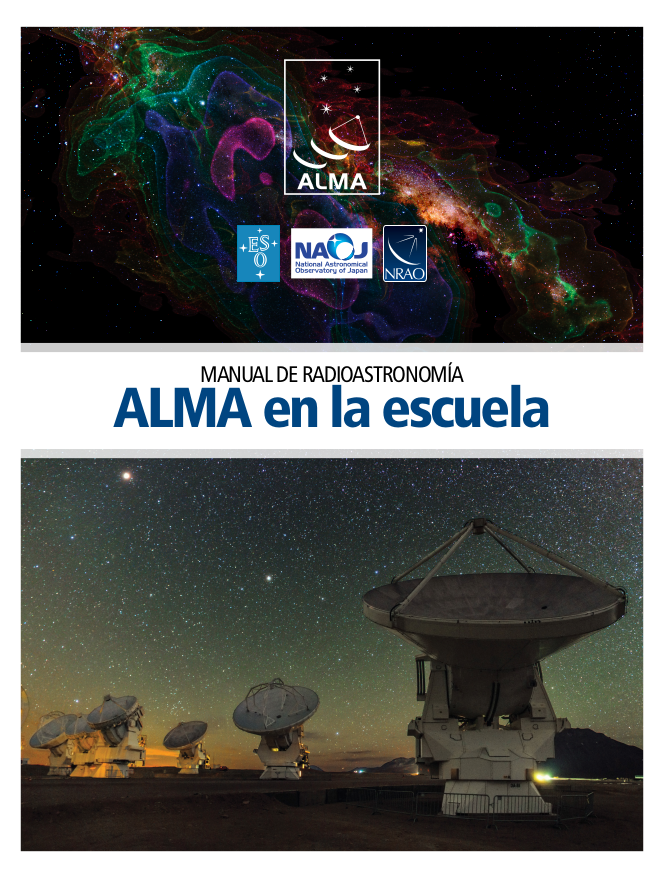 ALMA
ESO
NAOJ
National Astronomical
Observatory of Japan
NRAO
MANUAL DE RADIOASTRONOMÍA
ALMA en la escuela